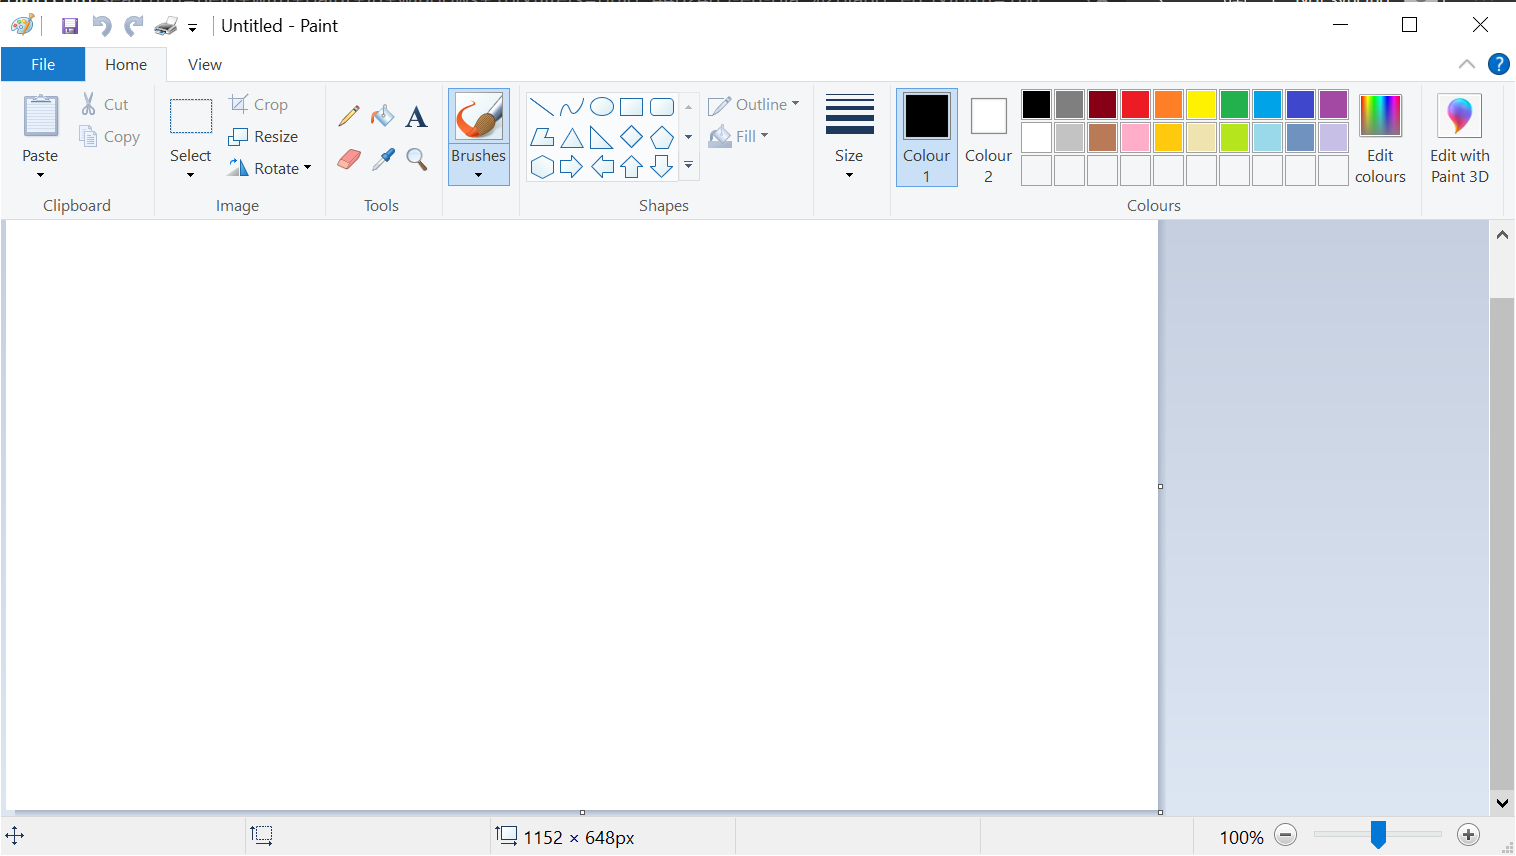 Untitled - Paint
File
Home
View
Paste
Cut
Copy
Clipboard
Select
Crop
Resize
Rotate
Image
A
Tools
Brushes
Shapes
Outline
Fill
Size
Colour
1
Colour
2
Edit
colours
Colours
Edit with
Paint 3D
?
1152 × 648px
100%